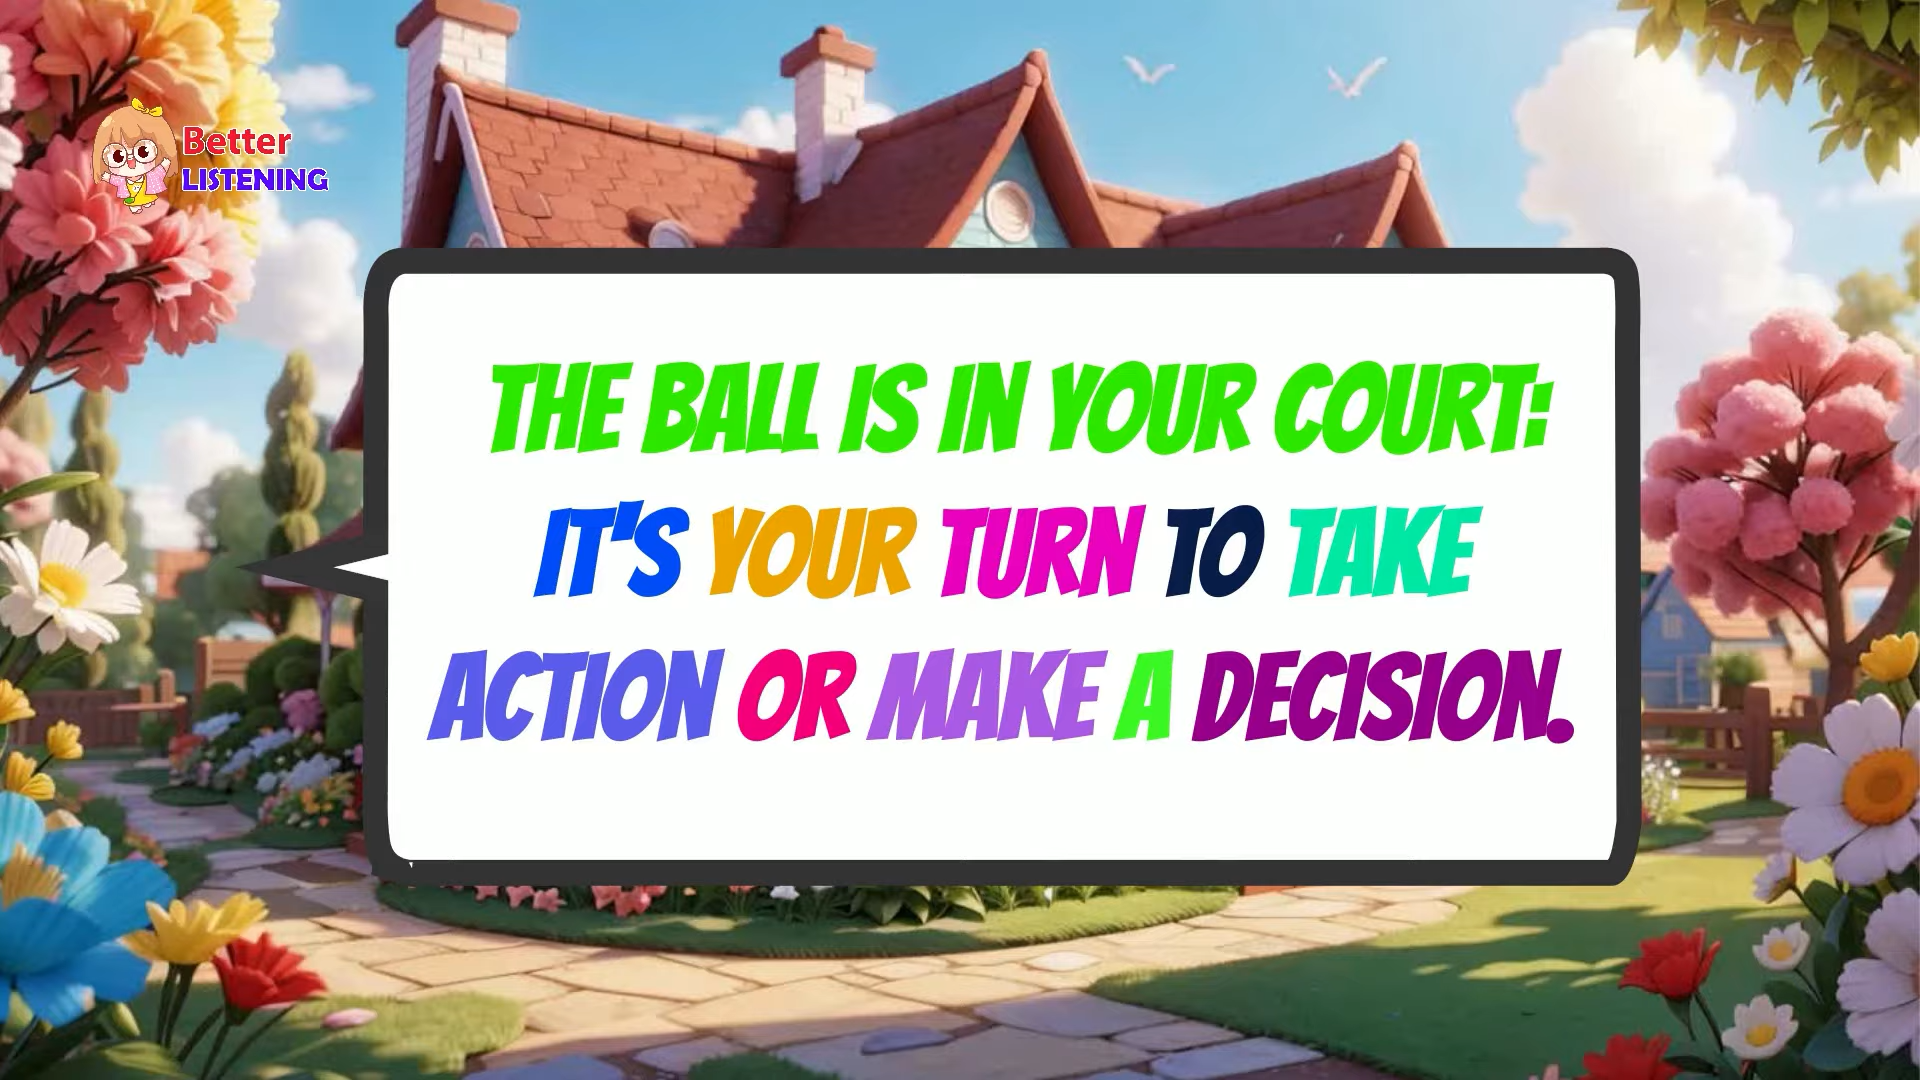 Better
LISTENING
THE BALL IS IN YOUR COURT:
IT'S YOUR TURN TO TAKE
ACTION OR MAKE A DECISION.